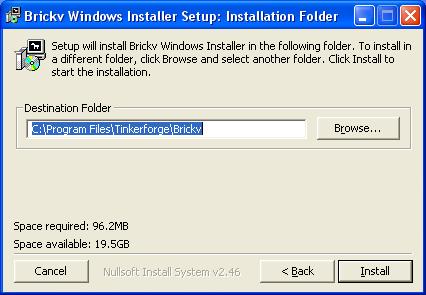 Brickv Windows Installer Setup: Installation Folder
Setup will install Brickv Windows Installer in the following folder. To install in
a different folder, click Browse and select another folder. Click Install to
start the installation.
Destination Folder
C:\Program Files\Tinkerforge\Brickv
Browse...
Space required: 96.2MB
Space available: 19.5GB
Cancel
Nullsoft Install System v2.46
< Back
Install